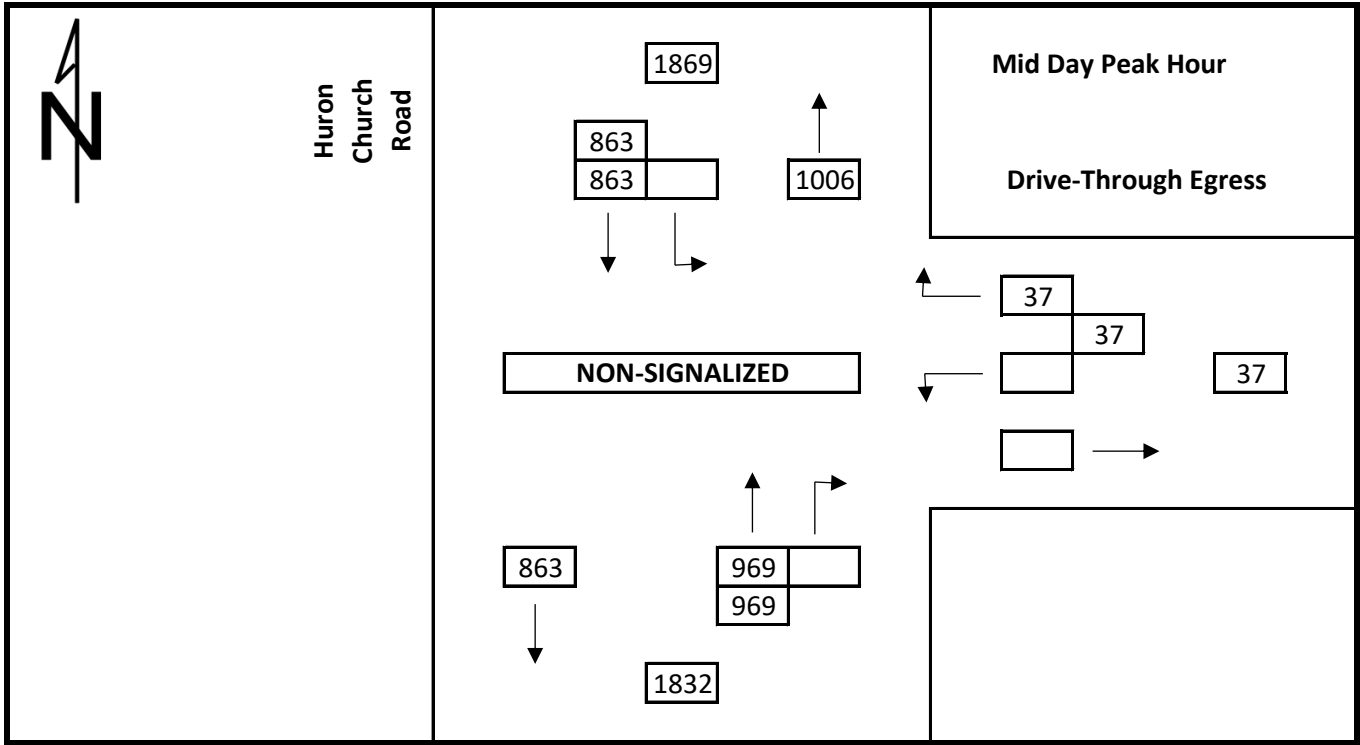 N
Huron
Church
Road
1869
Mid Day Peak Hour
863
863
1006
Drive-Through Egress
37
37
NON-SIGNALIZED
37
863
969
969
1832